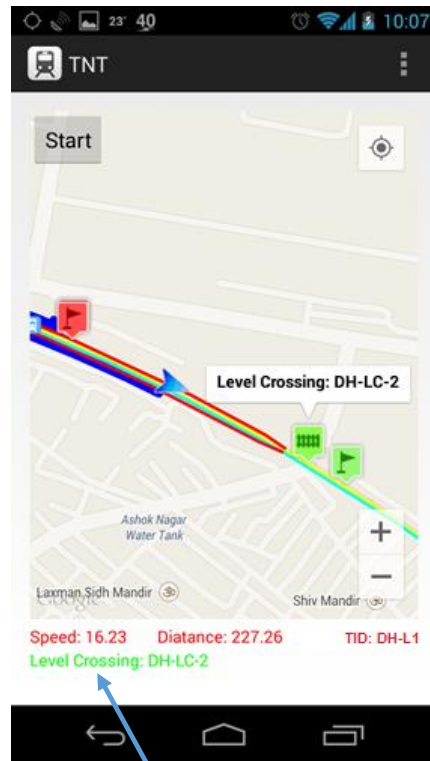 23° 40 10:07
TNT
Start
Level Crossing: DH-LC-2
Ashok Nagar
Water Tank
Laxman Sidh Mandir
Google
Shiv Mandir
Speed: 16.23 Diatance: 227.26 TID: DH-L1
Level Crossing: DH-LC-2